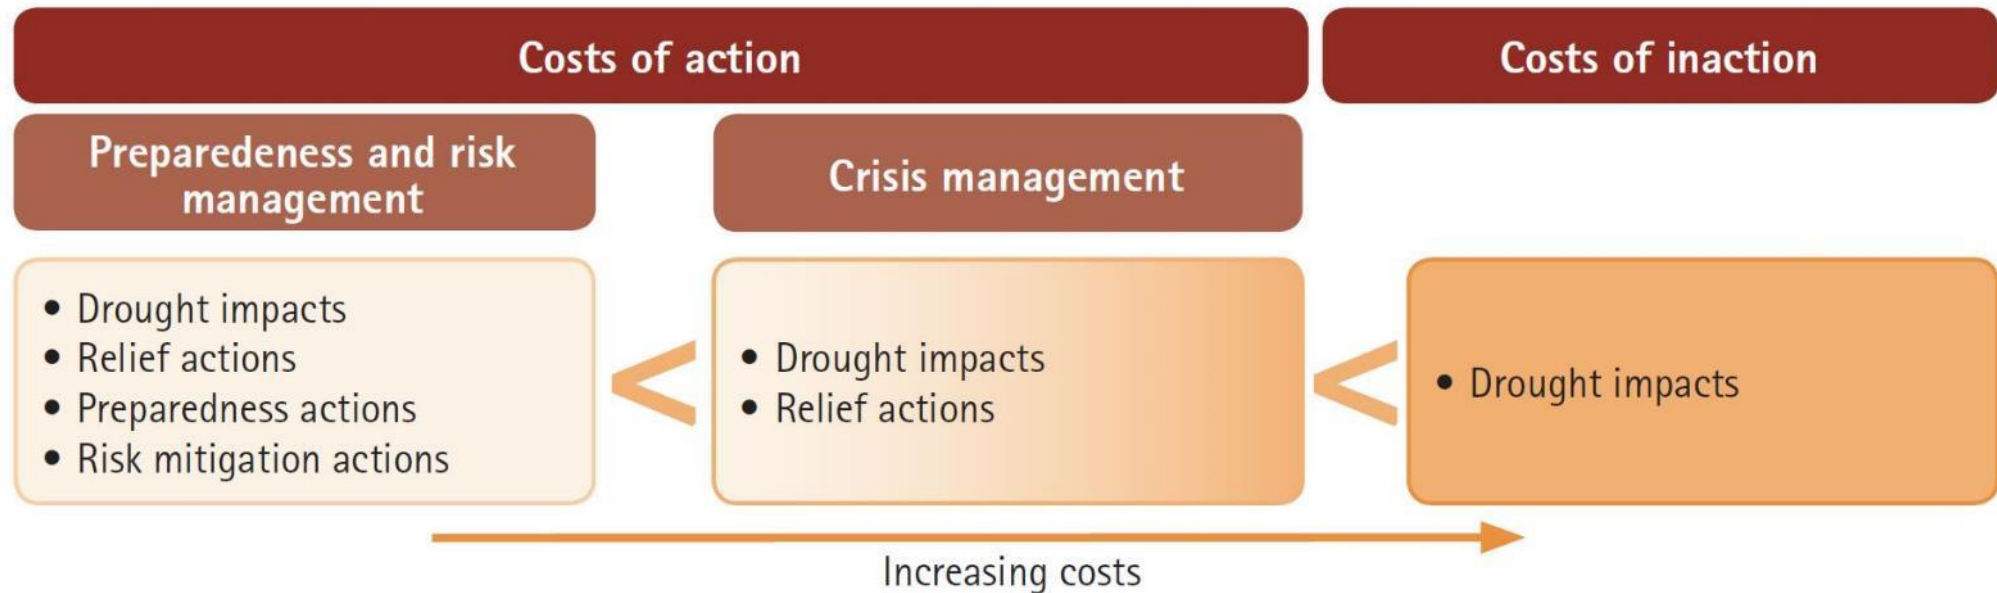 Costs of action
Costs of inaction
Preparedeness and risk
management
Crisis management
• Drought impacts
• Relief actions
• Preparedness actions
• Risk mitigation actions
<
• Drought impacts
• Relief actions
<
• Drought impacts
Increasing costs